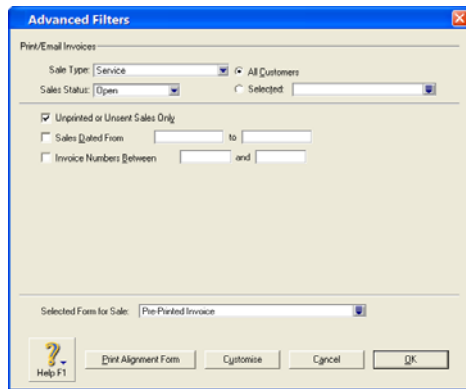 Advanced Filters
Print/Email Invoices
Sale Type: Service All Customers
Sales Status: Open Selected:
Unprinted or Unsent Sales Only
Sales Dated From to
Invoice Numbers Between and
Selected Form for Sale: Pre-Printed Invoice
Help F1 Print Alignment Form Customise Cancel OK